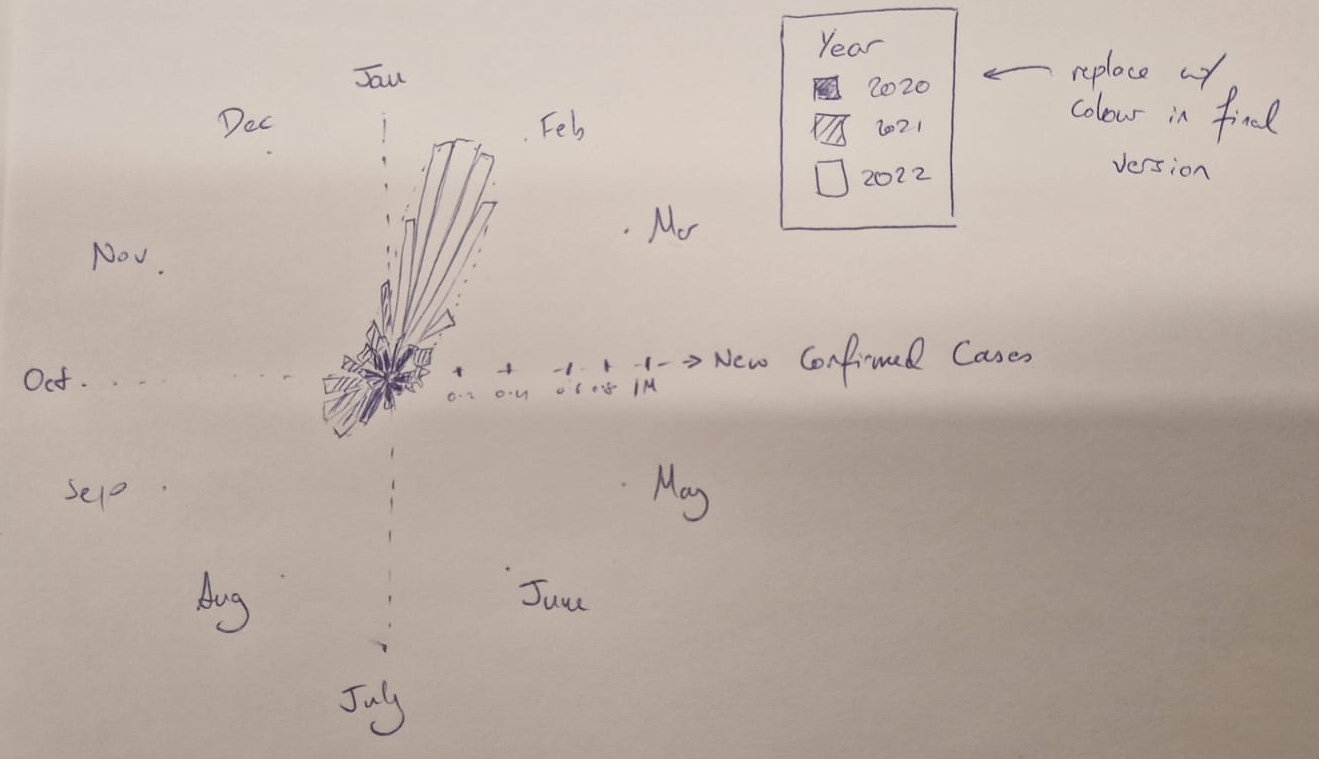 Jan
Feb
Mar
New Confirmed Cases
0.2 0.4 0.6 0.8 1M
May
June
July
Aug
Sep
Oct.
Nov.
Dec
Year
2020
2021
2022
replace w/
colour in final
version